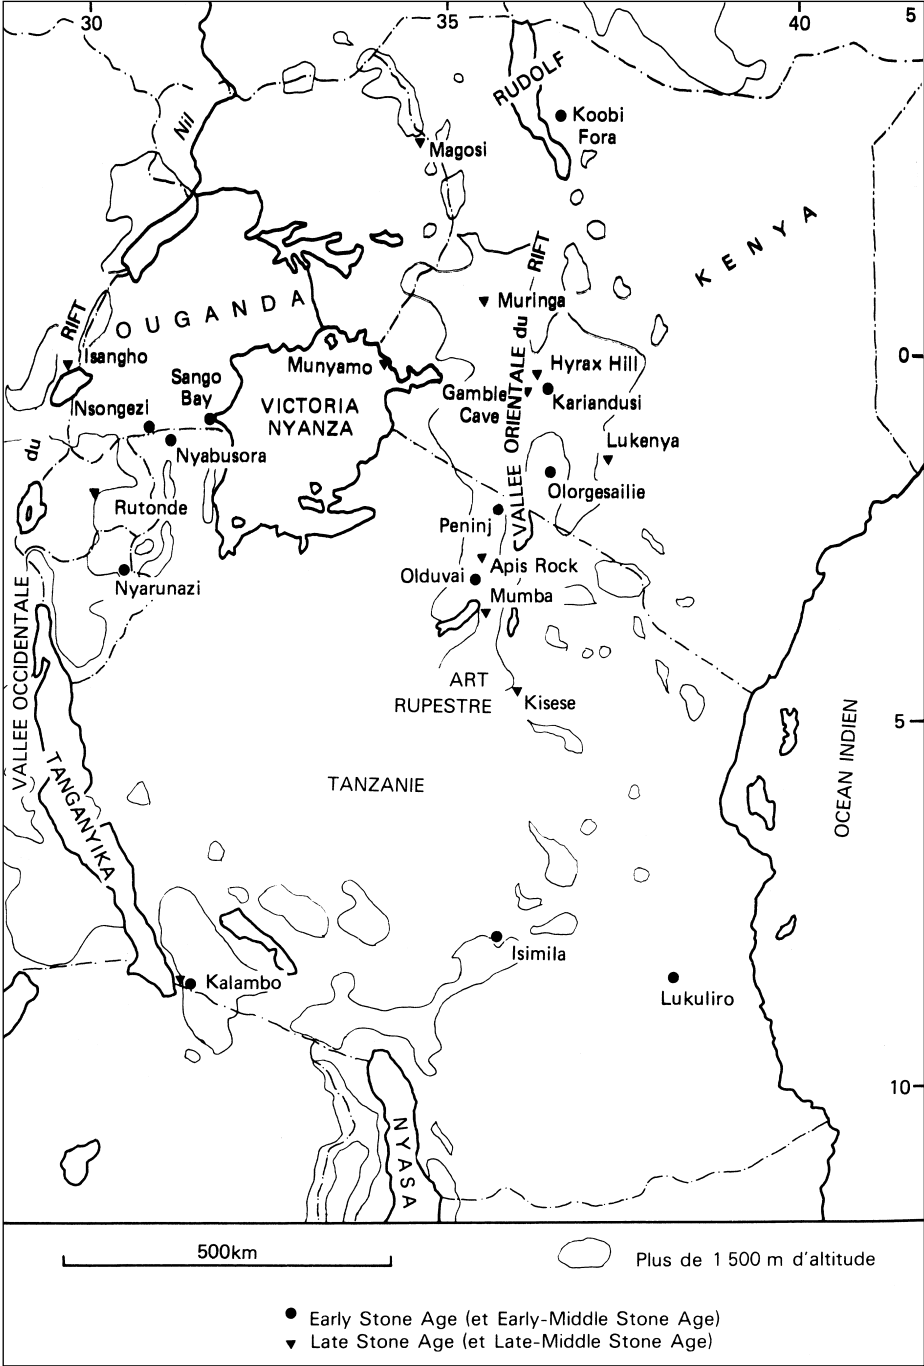 30
35
40
5
RUDOLF
Koobi
Fora
Nil
Magosi
KENYA
RIFT
Muringa
OUGANDA
RIFT
Isangho
0
Munyamo
Hyrax Hill
Sango
Bay
Gamble
Cave
Kariandusi
Nsongezi
VICTORIA
NYANZA
VALLEE ORIENTALE du
Lukenya
du
Nyabusora
Olorgesailie
Rutonde
Peninj
Apis Rock
Olduvai
Nyarunazi
Mumba
VALLEE OCCIDENTALE
ART
RUPESTRE
Kisese
5
TANGANYIKA
TANZANIE
OCEAN INDIEN
Isimila
Kalambo
Lukuliro
10
NYASA
500km
Plus de 1 500 m d'altitude
Early Stone Age (et Early-Middle Stone Age)
Late Stone Age (et Late-Middle Stone Age)